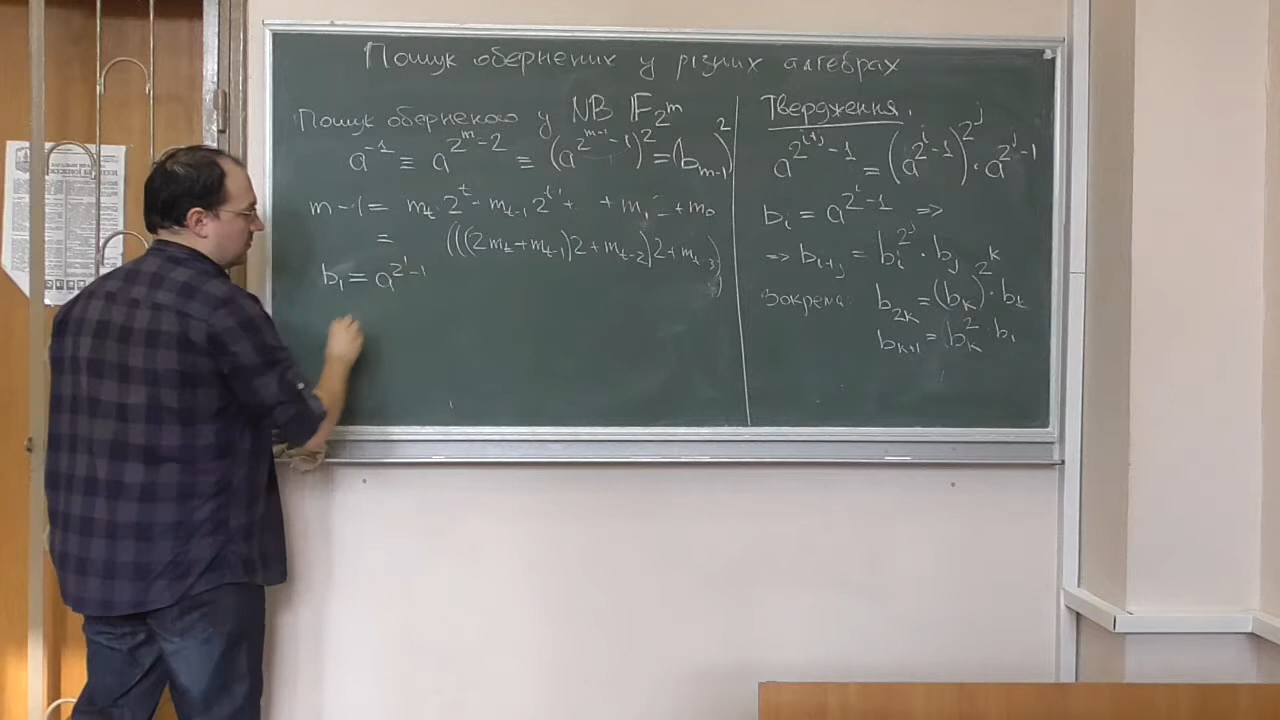 Пошук обернених у різних алгебрах
Пошук оберненого у NB 𝔽_{2^m}
a^{-1} ≡ a^{2^m-2} ≡ (a^{2^{m-1}-1})^2 = (b_{m-1})^2
m-1 = m_t·2^t - m_{t-1}2^{t-1} + + m_1 - + m_0
= (((2m_t+m_{t-1})2+m_{t-2})2+m_{t-3})
b_1 = a^{2^1-1}
Твердження.
a^{2^{i+j}-1} = (a^{2^i-1})^{2^j}·a^{2^j-1}
b_i = a^{2^i-1} =>
=> b_{i+j} = b_i^{2^j}·b_j
Зокрема: b_{2k} = (b_k)^{2^k}·b_k
b_{k+1} = b_k^2·b_1